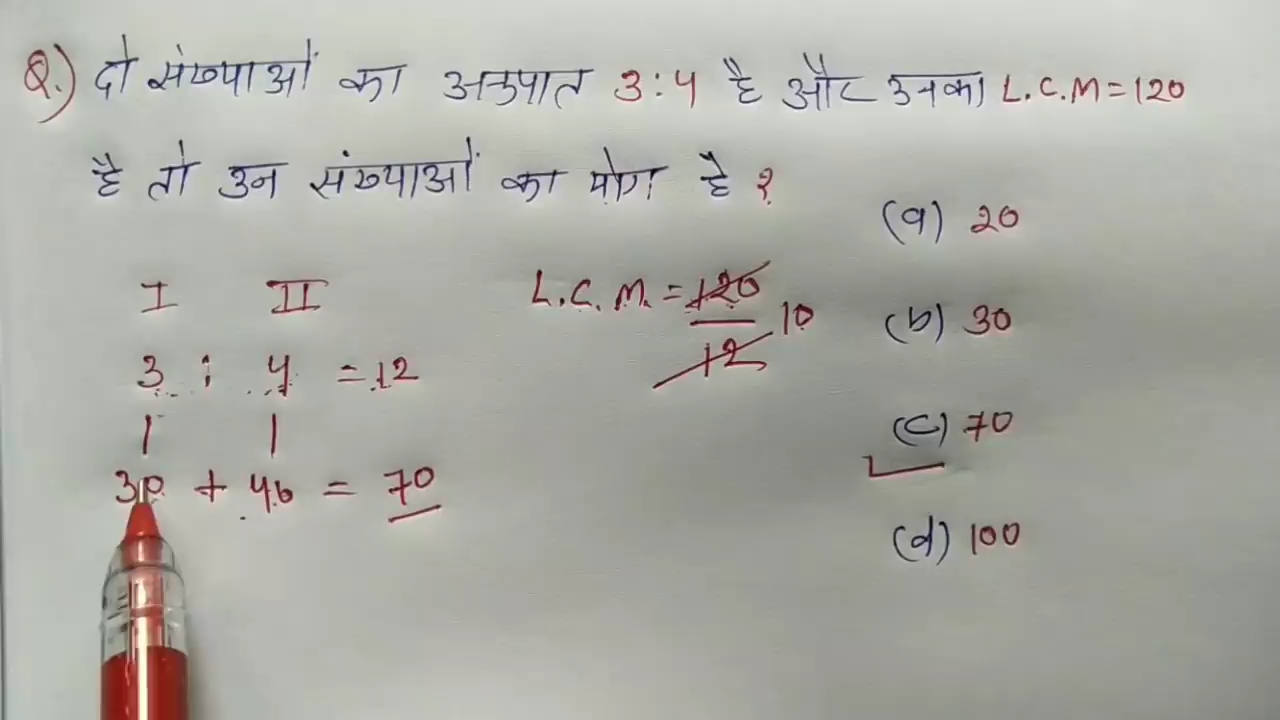 Q.) दो संख्याओं का अनुपात 3:4 है और उनका L.C.M = 120
है तो उन संख्याओं का योग है ?
(a) 20
I II
L.C.M. = 120/12 10
(b) 30
3 : 4 = 12
(c) 70
30 + 40 = 70
(d) 100